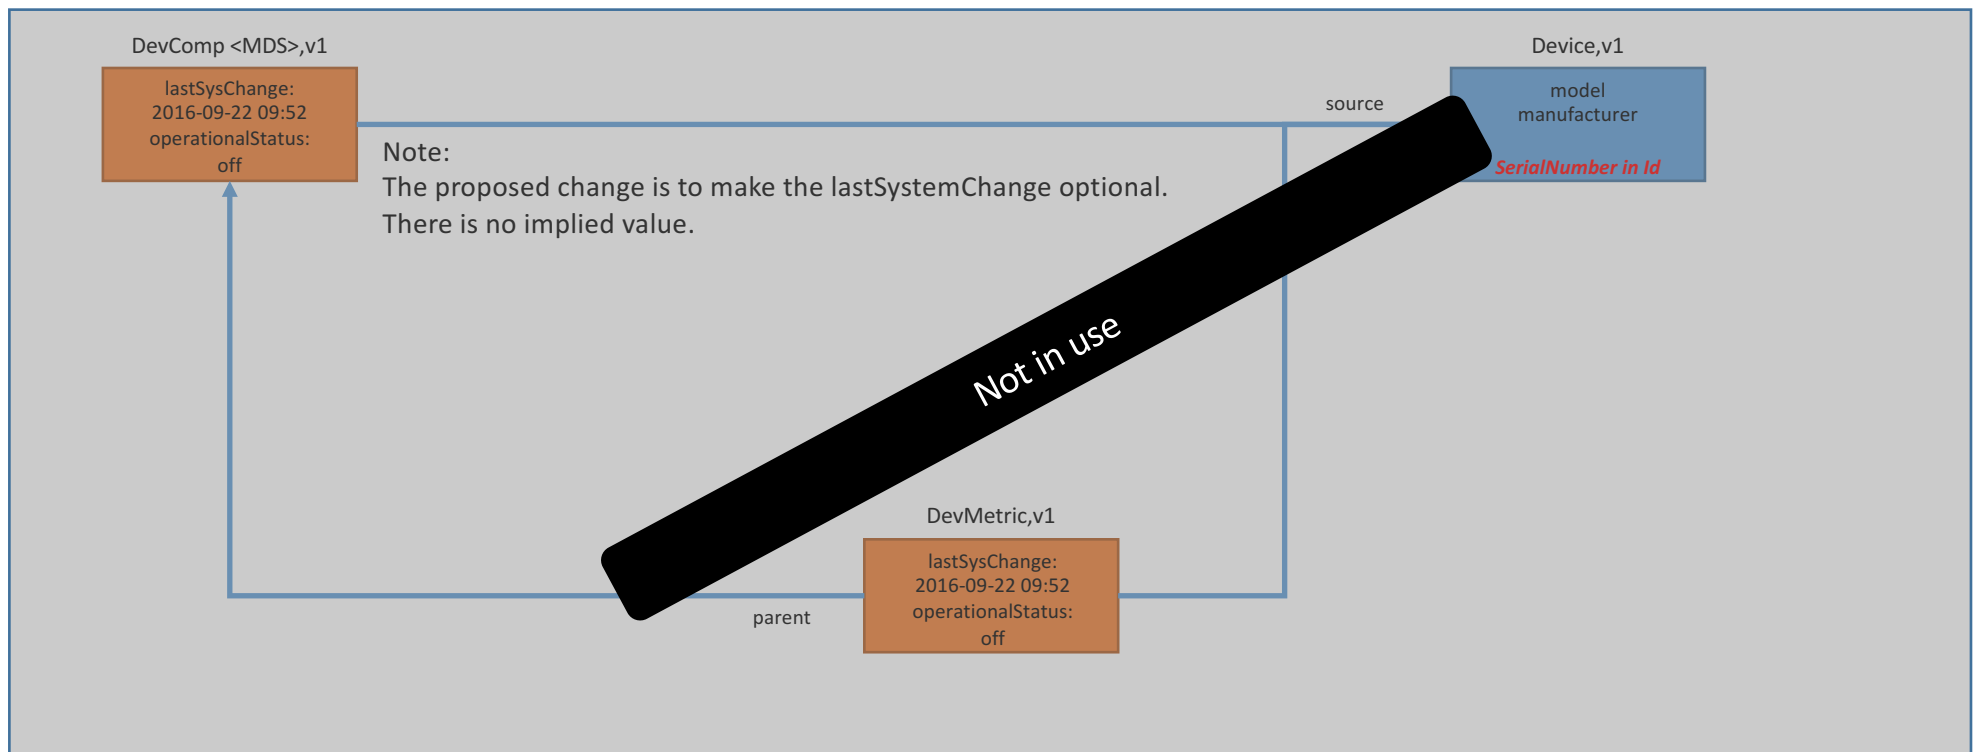 DevComp <MDS>,v1
lastSysChange:
2016-09-22 09:52
operationalStatus:
off
Note:
The proposed change is to make the lastSystemChange optional.
There is no implied value.
source
Device,v1
model
manufacturer
SerialNumber in Id
Not in use
DevMetric,v1
lastSysChange:
2016-09-22 09:52
operationalStatus:
off
parent